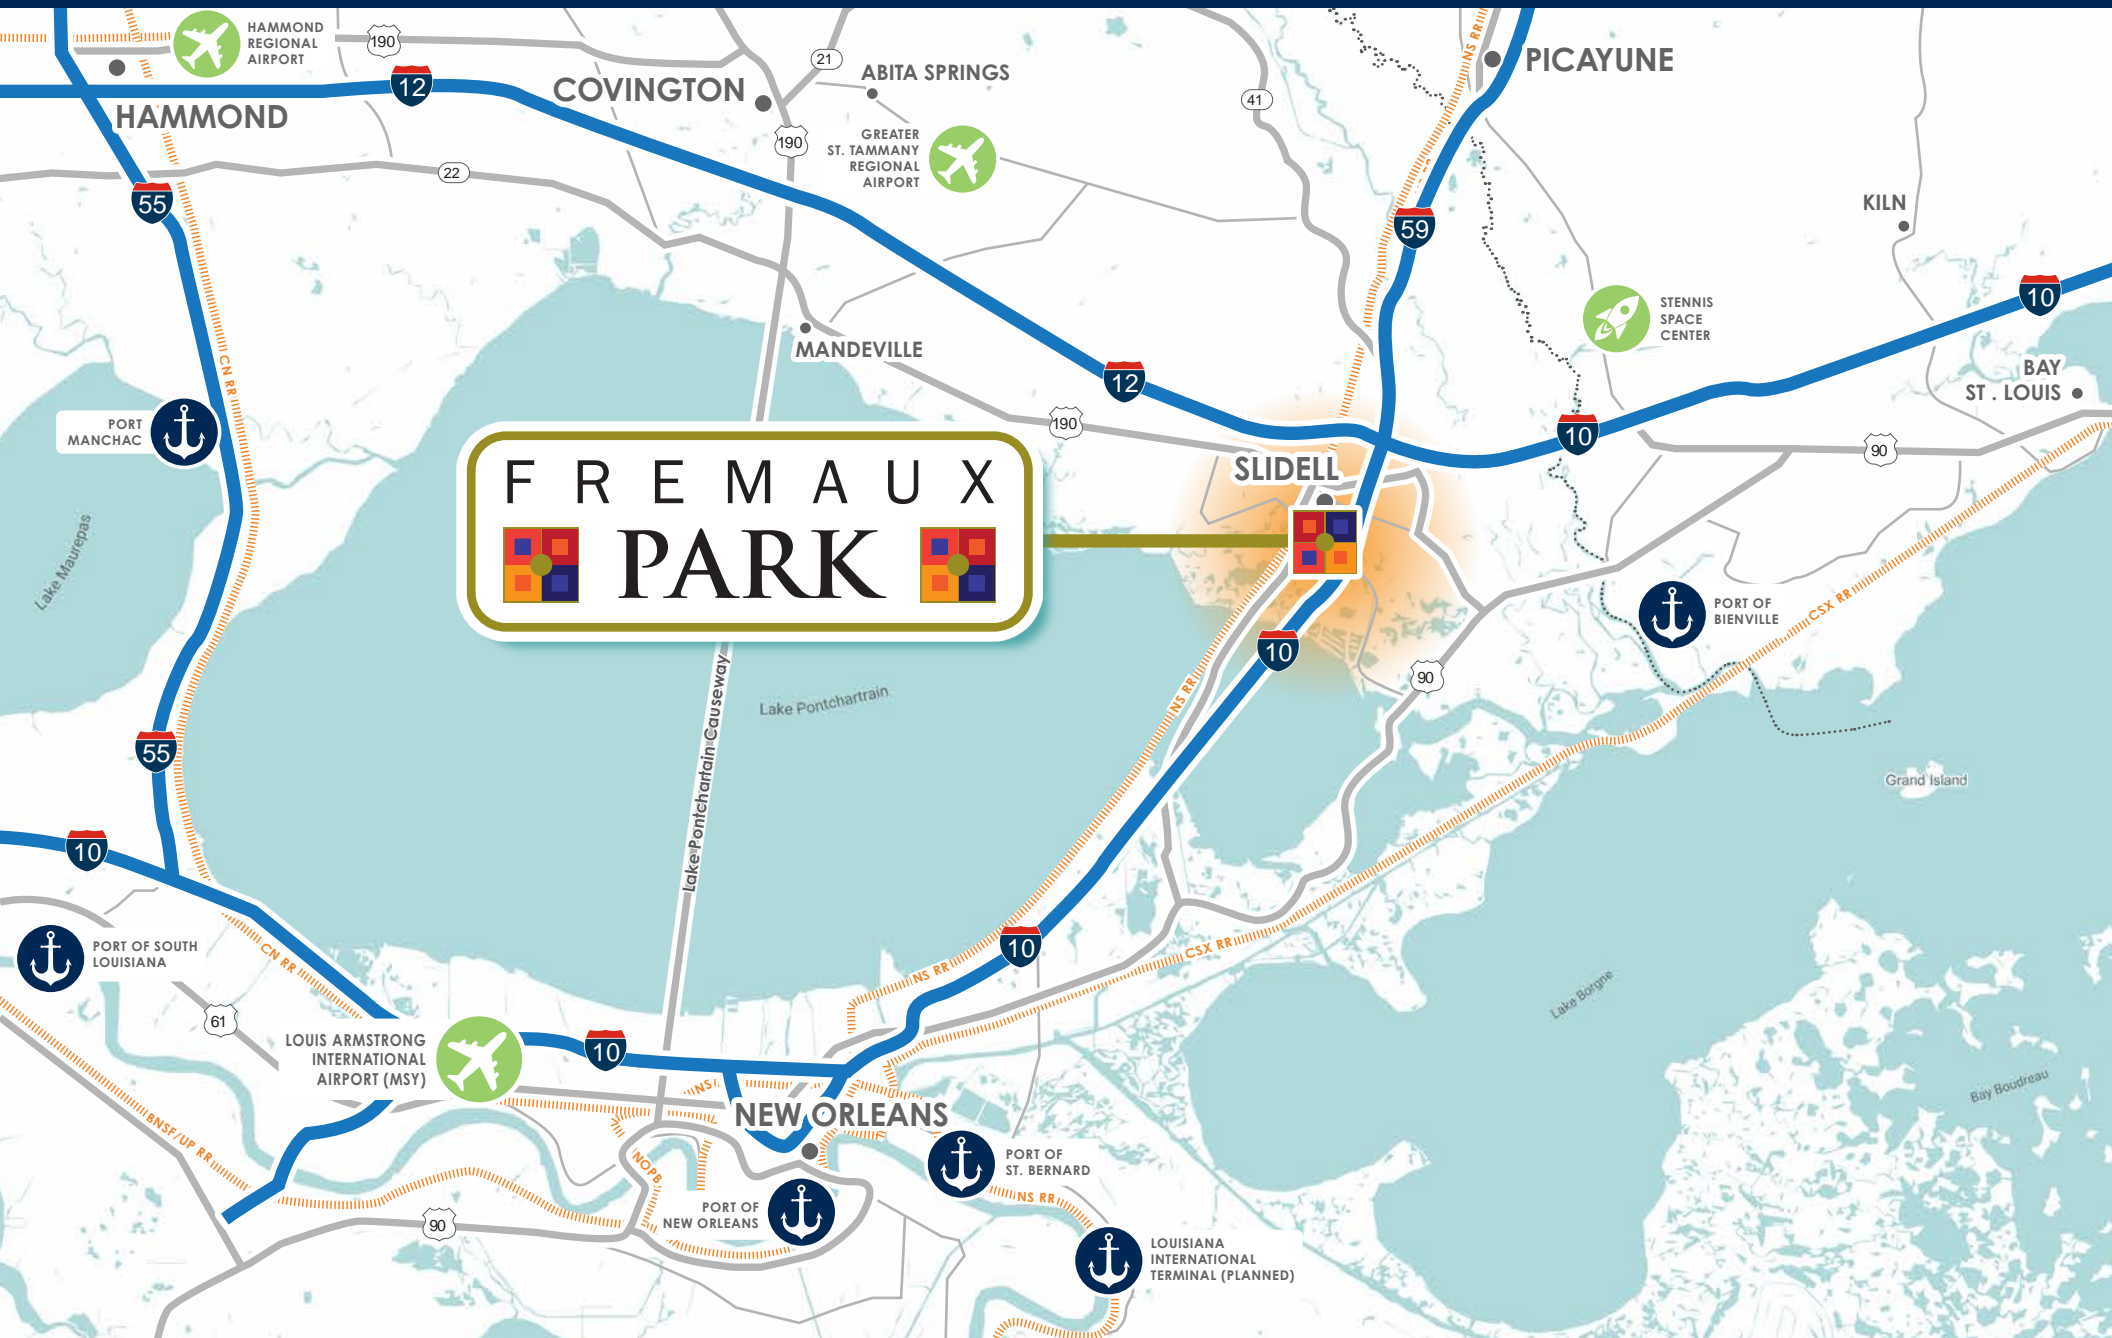 HAMMOND
REGIONAL
AIRPORT
190
21
ABITA SPRINGS
NS RR
PICAYUNE
12
COVINGTON
41
HAMMOND
190
GREATER
ST. TAMMANY
REGIONAL
AIRPORT
22
55
59
KILN
10
STENNIS
SPACE
CENTER
CN RR
MANDEVILLE
12
BAY
ST . LOUIS
PORT
MANCHAC
190
10
90
FREMAUX
PARK
SLIDELL
Lake Maurepas
PORT OF
BIENVILLE
CSX RR
10
90
NS RR
Lake Pontchartrain
Lake Pontchartain Causeway
55
Grand Island
10
PORT OF SOUTH
LOUISIANA
CN RR
NS RR
10
CSX RR
Lake Borgne
61
LOUIS ARMSTRONG
INTERNATIONAL
AIRPORT (MSY)
10
NS
Bay Boudreau
NEW ORLEANS
BNSF/UP RR
NOPB
PORT OF
ST. BERNARD
NS RR
PORT OF
NEW ORLEANS
90
LOUISIANA
INTERNATIONAL
TERMINAL (PLANNED)